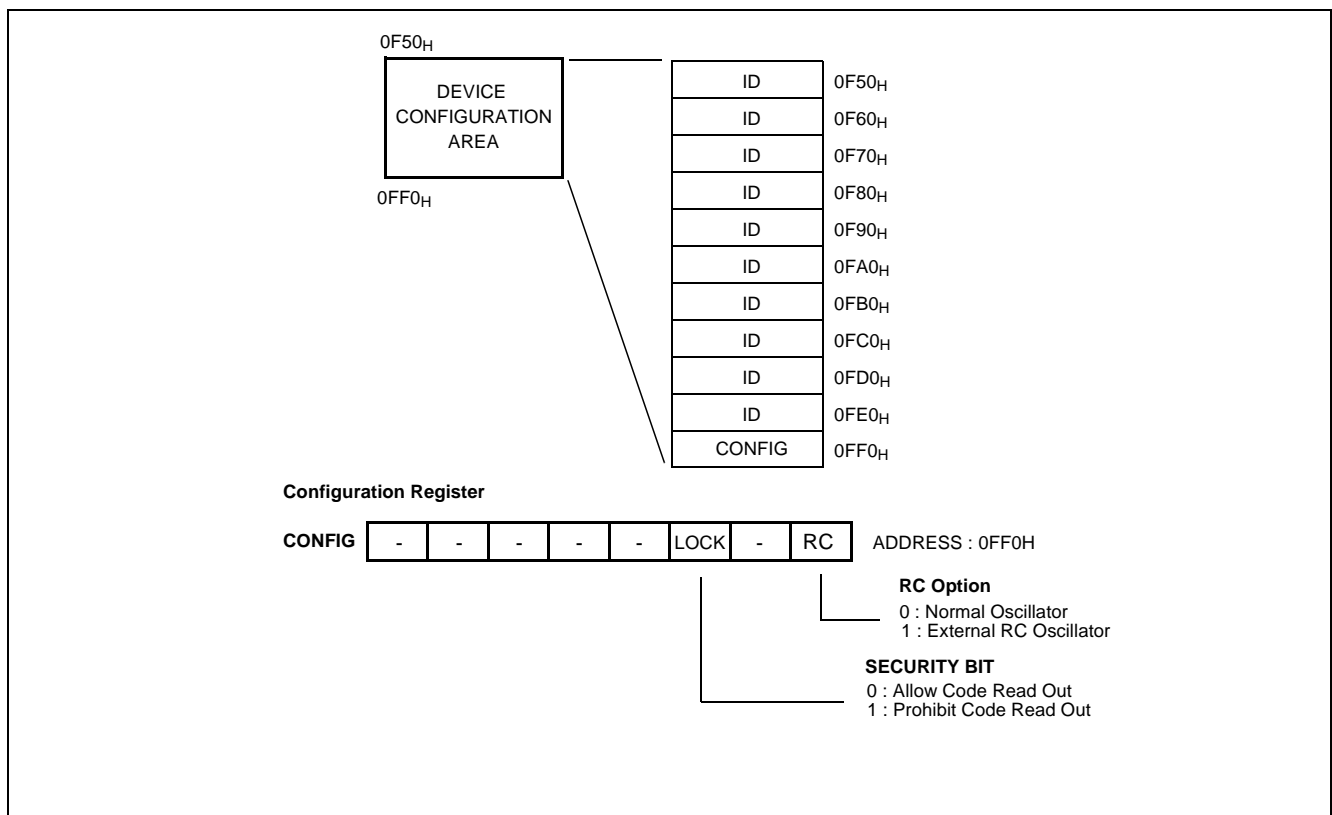 0F50H
DEVICE
CONFIGURATION
AREA
0FF0H
ID 0F50H
ID 0F60H
ID 0F70H
ID 0F80H
ID 0F90H
ID 0FA0H
ID 0FB0H
ID 0FC0H
ID 0FD0H
ID 0FE0H
CONFIG 0FF0H
Configuration Register
CONFIG - - - - - LOCK - RC ADDRESS : 0FF0H
RC Option
0 : Normal Oscillator
1 : External RC Oscillator
SECURITY BIT
0 : Allow Code Read Out
1 : Prohibit Code Read Out